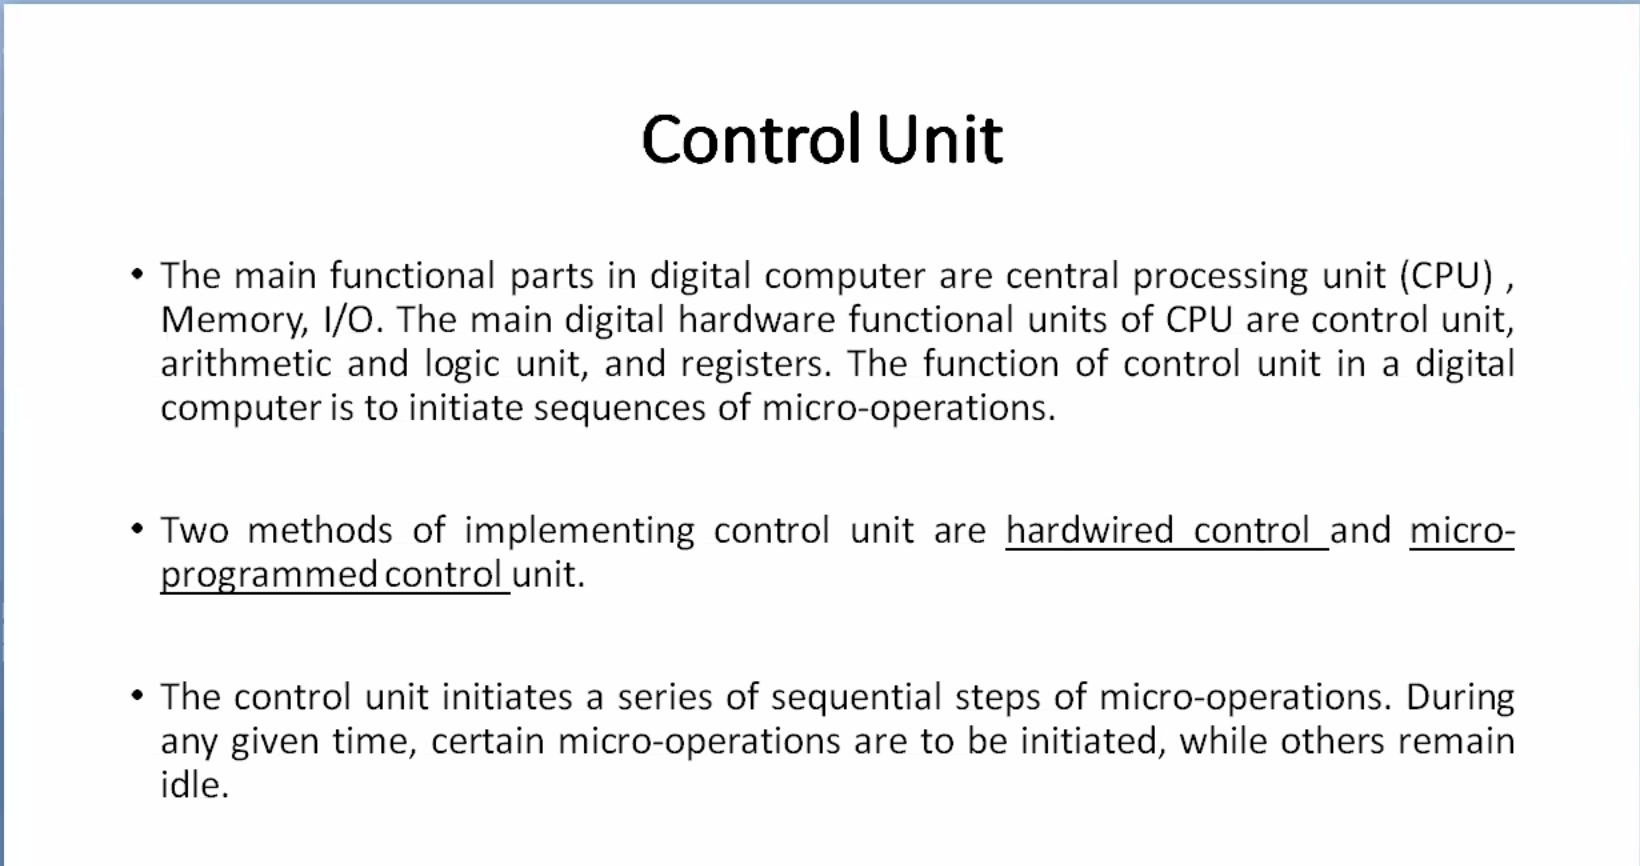 Control Unit
• The main functional parts in digital computer are central processing unit (CPU) ,
Memory, I/O. The main digital hardware functional units of CPU are control unit,
arithmetic and logic unit, and registers. The function of control unit in a digital
computer is to initiate sequences of micro-operations.
• Two methods of implementing control unit are hardwired control and micro-
programmed control unit.
• The control unit initiates a series of sequential steps of micro-operations. During
any given time, certain micro-operations are to be initiated, while others remain
idle.